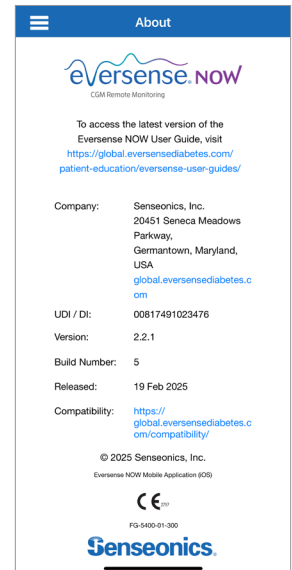 About
eversense. NOW
CGM Remote Monitoring
To access the latest version of the
Eversense NOW User Guide, visit
https://global.eversensediabetes.com/
patient-education/eversense-user-guides/
Company: Senseonics, Inc.
20451 Seneca Meadows
Parkway,
Germantown, Maryland,
USA
global.eversensediabetes.c
om
UDI / DI: 00817491023476
Version: 2.2.1
Build Number: 5
Released: 19 Feb 2025
Compatibility: https://
global.eversensediabetes.c
om/compatibility/
© 2025 Senseonics, Inc.
Eversense NOW Mobile Application (iOS)
CE
FG-5400-01-300
Senseonics.